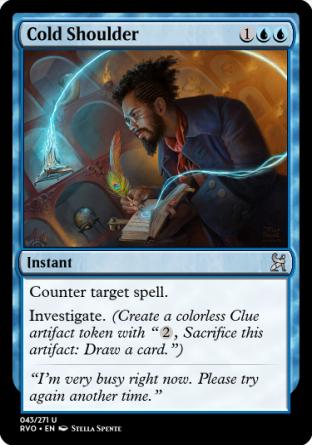 Cold Shoulder 1
Instant
Counter target spell.
Investigate. (Create a colorless Clue
artifact token with “2, Sacrifice this
artifact: Draw a card.”)
“I’m very busy right now. Please try
again another time.”
043/271 U
RVO • EN Stella Spente